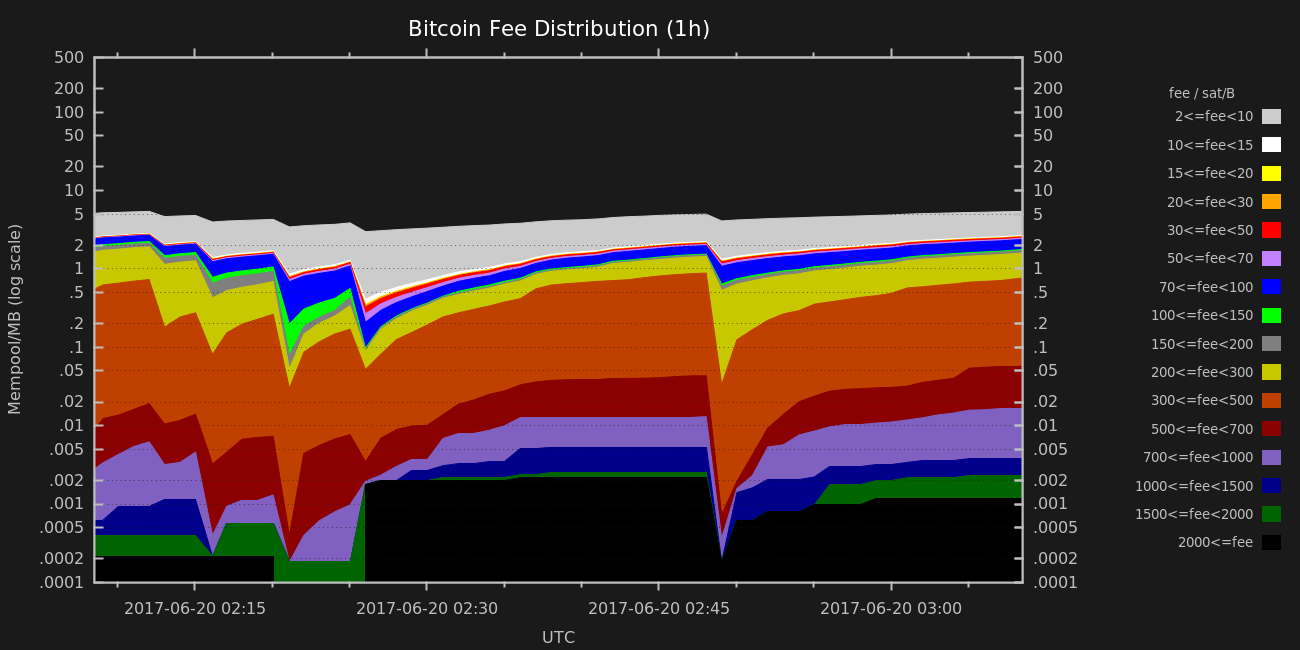 Bitcoin Fee Distribution (1h)
500 500
200 200
100 100
50 50
20 20
10 10
5 5
2 2
1 1
.5 .5
.2 .2
.1 .1
.05 .05
.02 .02
.01 .01
.005 .005
.002 .002
.001 .001
.0005 .0005
.0002 .0002
.0001 .0001
Mempool/MB (log scale)
2017-06-20 02:15 2017-06-20 02:30 2017-06-20 02:45 2017-06-20 03:00
UTC
fee / sat/B
2<=fee<10
10<=fee<15
15<=fee<20
20<=fee<30
30<=fee<50
50<=fee<70
70<=fee<100
100<=fee<150
150<=fee<200
200<=fee<300
300<=fee<500
500<=fee<700
700<=fee<1000
1000<=fee<1500
1500<=fee<2000
2000<=fee